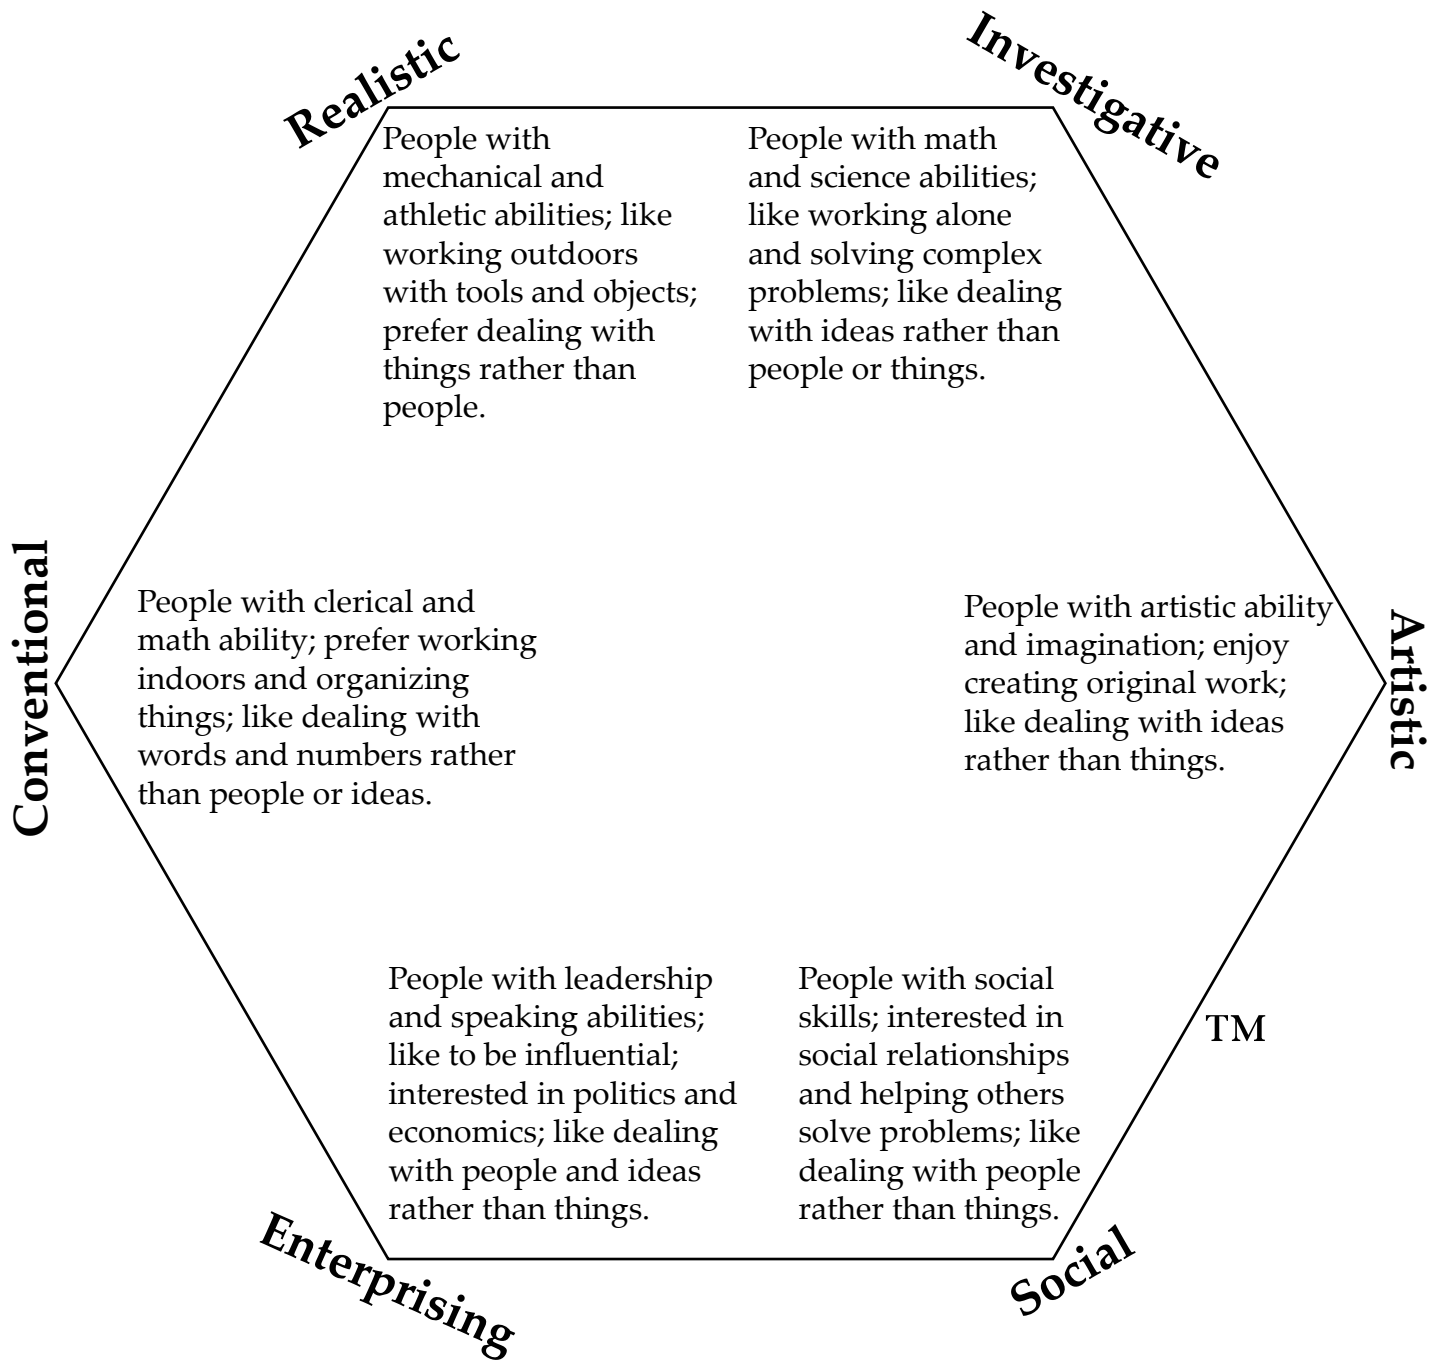 Realistic
People with
mechanical and
athletic abilities; like
working outdoors
with tools and objects;
prefer dealing with
things rather than
people.
Investigative
People with math
and science abilities;
like working alone
and solving complex
problems; like dealing
with ideas rather than
people or things.
Conventional
People with clerical and
math ability; prefer working
indoors and organizing
things; like dealing with
words and numbers rather
than people or ideas.
Artistic
People with artistic ability
and imagination; enjoy
creating original work;
like dealing with ideas
rather than things.
People with leadership
and speaking abilities;
like to be influential;
interested in politics and
economics; like dealing
with people and ideas
rather than things.
Enterprising
People with social
skills; interested in
social relationships
and helping others
solve problems; like
dealing with people
rather than things.
Social
TM